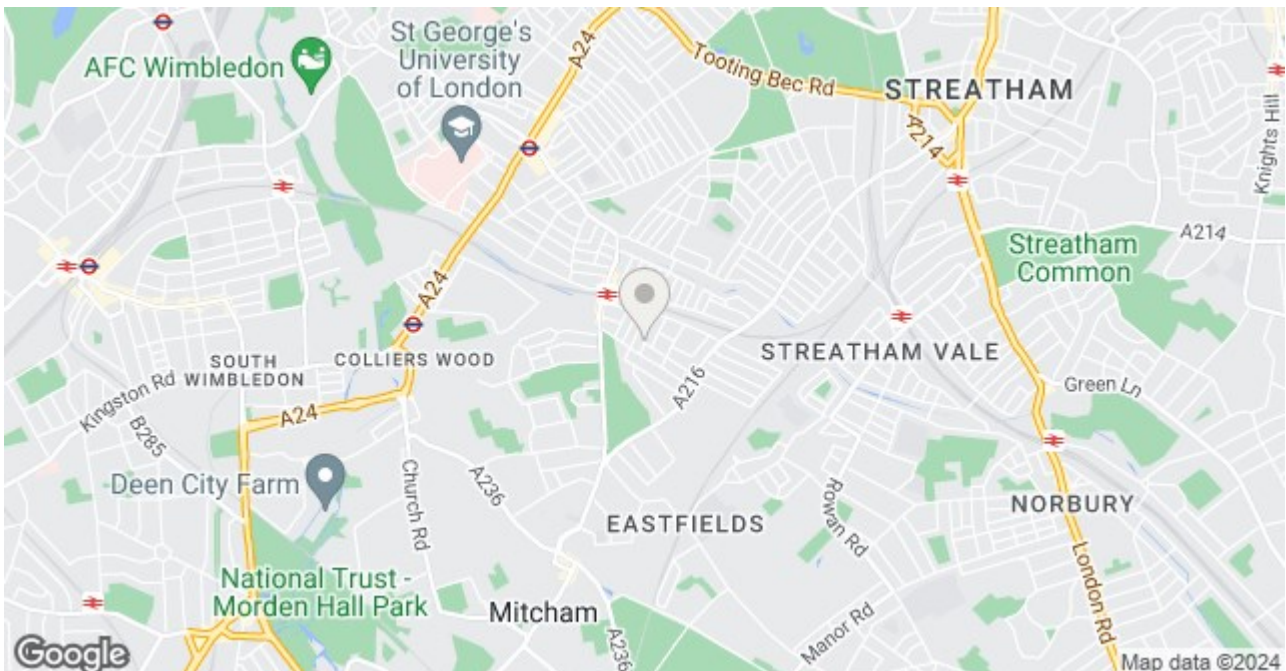 St George's
University
of London
AFC Wimbledon
A24
Tooting Bec Rd
STREATHAM
A214
Knights Hill
A214
Streatham
Common
A24
SOUTH
WIMBLEDON
COLLIERS WOOD
STREATHAM VALE
Kingston Rd
B285
A24
A216
Green Ln
Deen City Farm
Church Rd
A236
EASTFIELDS
Rowan Rd
NORBURY
London Rd
National Trust -
Morden Hall Park
Mitcham
A236
Manor Rd
Google
Map data ©2024